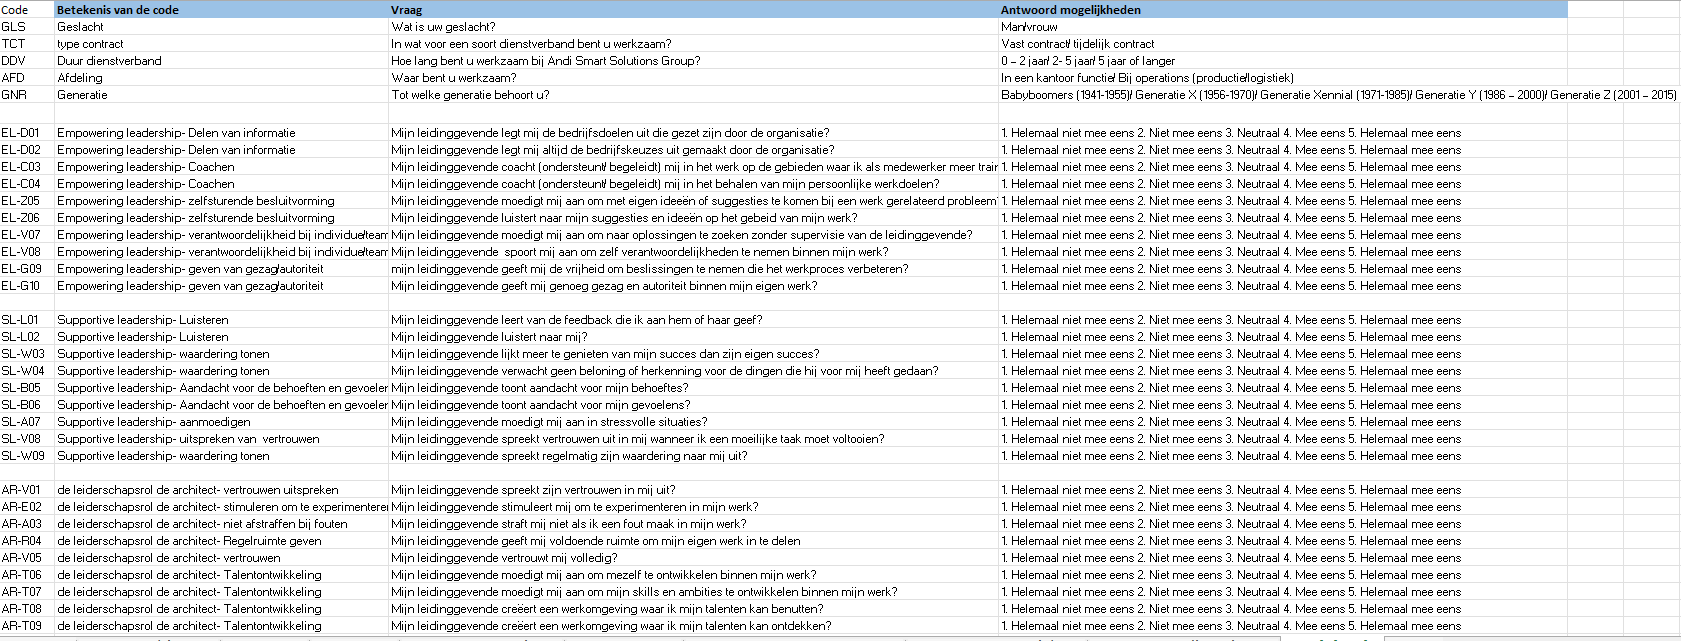 Code Betekenis van de code Vraag Antwoord mogelijkheden
GLS Geslacht Wat is uw geslacht? Man/vrouw
TCT type contract In wat voor een soort dienstverband bent u werkzaam? Vast contract/ tijdelijk contract
DDV Duur dienstverband Hoe lang bent u werkzaam bij Andi Smart Solutions Group? 0 – 2 jaar/ 2- 5 jaar/ 5 jaar of langer
AFD Afdeling Waar bent u werkzaam? In een kantoor functie/ Bij operations (productie/logistiek)
GNR Generatie Tot welke generatie behoort u? Babyboomers (1941-1955)/ Generatie X (1956-1970)/ Generatie Xennial (1971-1985)/ Generatie Y (1986 – 2000)/ Generatie Z (2001 – 2015)
EL-D01 Empowering leadership- Delen van informatie Mijn leidinggevende legt mij de bedrijfsdoelen uit die gezet zijn door de organisatie? 1. Helemaal niet mee eens 2. Niet mee eens 3. Neutraal 4. Mee eens 5. Helemaal mee eens
EL-D02 Empowering leadership- Delen van informatie Mijn leidinggevende legt mij altijd de bedrijfskeuzes uit gemaakt door de organisatie? 1. Helemaal niet mee eens 2. Niet mee eens 3. Neutraal 4. Mee eens 5. Helemaal mee eens
EL-C03 Empowering leadership- Coachen Mijn leidinggevende coacht (ondersteunt/ begeleidt) mij in het werk op de gebieden waar ik als medewerker meer train 1. Helemaal niet mee eens 2. Niet mee eens 3. Neutraal 4. Mee eens 5. Helemaal mee eens
EL-C04 Empowering leadership- Coachen Mijn leidinggevende coacht (ondersteunt/ begeleidt) mij in het behalen van mijn persoonlijke werkdoelen? 1. Helemaal niet mee eens 2. Niet mee eens 3. Neutraal 4. Mee eens 5. Helemaal mee eens
EL-Z05 Empowering leadership- zelfsturende besluitvorming Mijn leidinggevende moedigt mij aan om met eigen ideeën of suggesties te komen bij een werk gerelateerd probleem? 1. Helemaal niet mee eens 2. Niet mee eens 3. Neutraal 4. Mee eens 5. Helemaal mee eens
EL-Z06 Empowering leadership- zelfsturende besluitvorming Mijn leidinggevende luistert naar mijn suggesties en ideeën op het gebeid van mijn werk? 1. Helemaal niet mee eens 2. Niet mee eens 3. Neutraal 4. Mee eens 5. Helemaal mee eens
EL-V07 Empowering leadership- verantwoordelijkheid bij individue/team Mijn leidinggevende moedigt mij aan om naar oplossingen te zoeken zonder supervisie van de leidinggevende? 1. Helemaal niet mee eens 2. Niet mee eens 3. Neutraal 4. Mee eens 5. Helemaal mee eens
EL-V08 Empowering leadership- verantwoordelijkheid bij individue/team Mijn leidinggevende spoort mij aan om zelf verantwoordelijkheden te nemen binnen mijn werk? 1. Helemaal niet mee eens 2. Niet mee eens 3. Neutraal 4. Mee eens 5. Helemaal mee eens
EL-G09 Empowering leadership- geven van gezag/autoriteit mijn leidinggevende geeft mij de vrijheid om beslissingen te nemen die het werkproces verbeteren? 1. Helemaal niet mee eens 2. Niet mee eens 3. Neutraal 4. Mee eens 5. Helemaal mee eens
EL-G10 Empowering leadership- geven van gezag/autoriteit Mijn leidinggevende geeft mij genoeg gezag en autoriteit binnen mijn eigen werk? 1. Helemaal niet mee eens 2. Niet mee eens 3. Neutraal 4. Mee eens 5. Helemaal mee eens
SL-L01 Supportive leadership- Luisteren Mijn leidinggevende leert van de feedback die ik aan hem of haar geef? 1. Helemaal niet mee eens 2. Niet mee eens 3. Neutraal 4. Mee eens 5. Helemaal mee eens
SL-L02 Supportive leadership- Luisteren Mijn leidinggevende luistert naar mij? 1. Helemaal niet mee eens 2. Niet mee eens 3. Neutraal 4. Mee eens 5. Helemaal mee eens
SL-W03 Supportive leadership- waardering tonen Mijn leidinggevende lijkt meer te genieten van mijn succes dan zijn eigen succes? 1. Helemaal niet mee eens 2. Niet mee eens 3. Neutraal 4. Mee eens 5. Helemaal mee eens
SL-W04 Supportive leadership- waardering tonen Mijn leidinggevende verwacht geen beloning of herkenning voor de dingen die hij voor mij heeft gedaan? 1. Helemaal niet mee eens 2. Niet mee eens 3. Neutraal 4. Mee eens 5. Helemaal mee eens
SL-B05 Supportive leadership- Aandacht voor de behoeften en gevoelen Mijn leidinggevende toont aandacht voor mijn behoeftes? 1. Helemaal niet mee eens 2. Niet mee eens 3. Neutraal 4. Mee eens 5. Helemaal mee eens
SL-B06 Supportive leadership- Aandacht voor de behoeften en gevoelen Mijn leidinggevende toont aandacht voor mijn gevoelens? 1. Helemaal niet mee eens 2. Niet mee eens 3. Neutraal 4. Mee eens 5. Helemaal mee eens
SL-A07 Supportive leadership- aanmoedigen Mijn leidinggevende moedigt mij aan in stressvolle situaties? 1. Helemaal niet mee eens 2. Niet mee eens 3. Neutraal 4. Mee eens 5. Helemaal mee eens
SL-V08 Supportive leadership- uitspreken van vertrouwen Mijn leidinggevende spreekt vertrouwen uit in mij wanneer ik een moeilijke taak moet voltooien? 1. Helemaal niet mee eens 2. Niet mee eens 3. Neutraal 4. Mee eens 5. Helemaal mee eens
SL-W09 Supportive leadership- waardering tonen Mijn leidinggevende spreekt regelmatig zijn waardering naar mij uit? 1. Helemaal niet mee eens 2. Niet mee eens 3. Neutraal 4. Mee eens 5. Helemaal mee eens
AR-V01 de leiderschapsrol de architect- vertrouwen uitspreken Mijn leidinggevende spreekt zijn vertrouwen in mij uit? 1. Helemaal niet mee eens 2. Niet mee eens 3. Neutraal 4. Mee eens 5. Helemaal mee eens
AR-E02 de leiderschapsrol de architect- stimuleren om te experimenteren Mijn leidinggevende stimuleert mij om te experimenteren in mijn werk? 1. Helemaal niet mee eens 2. Niet mee eens 3. Neutraal 4. Mee eens 5. Helemaal mee eens
AR-A03 de leiderschapsrol de architect- niet afstraffen bij fouten Mijn leidinggevende straft mij niet als ik een fout maak in mijn werk? 1. Helemaal niet mee eens 2. Niet mee eens 3. Neutraal 4. Mee eens 5. Helemaal mee eens
AR-R04 de leiderschapsrol de architect- Regelruimte geven Mijn leidinggevende geeft mij voldoende ruimte om mijn eigen werk in te delen 1. Helemaal niet mee eens 2. Niet mee eens 3. Neutraal 4. Mee eens 5. Helemaal mee eens
AR-V05 de leiderschapsrol de architect- vertrouwen Mijn leidinggevende vertrouwt mij volledig? 1. Helemaal niet mee eens 2. Niet mee eens 3. Neutraal 4. Mee eens 5. Helemaal mee eens
AR-T06 de leiderschapsrol de architect- Talentontwikkeling Mijn leidinggevende moedigt mij aan om mezelf te ontwikkelen binnen mijn werk? 1. Helemaal niet mee eens 2. Niet mee eens 3. Neutraal 4. Mee eens 5. Helemaal mee eens
AR-T07 de leiderschapsrol de architect- Talentontwikkeling Mijn leidinggevende moedigt mij aan om mijn skills en ambities te ontwikkelen binnen mijn werk? 1. Helemaal niet mee eens 2. Niet mee eens 3. Neutraal 4. Mee eens 5. Helemaal mee eens
AR-T08 de leiderschapsrol de architect- Talentontwikkeling Mijn leidinggevende creëert een werkomgeving waar ik mijn talenten kan benutten? 1. Helemaal niet mee eens 2. Niet mee eens 3. Neutraal 4. Mee eens 5. Helemaal mee eens
AR-T09 de leiderschapsrol de architect- Talentontwikkeling Mijn leidinggevende creëert een werkomgeving waar ik mijn talenten kan ontdekken? 1. Helemaal niet mee eens 2. Niet mee eens 3. Neutraal 4. Mee eens 5. Helemaal mee eens